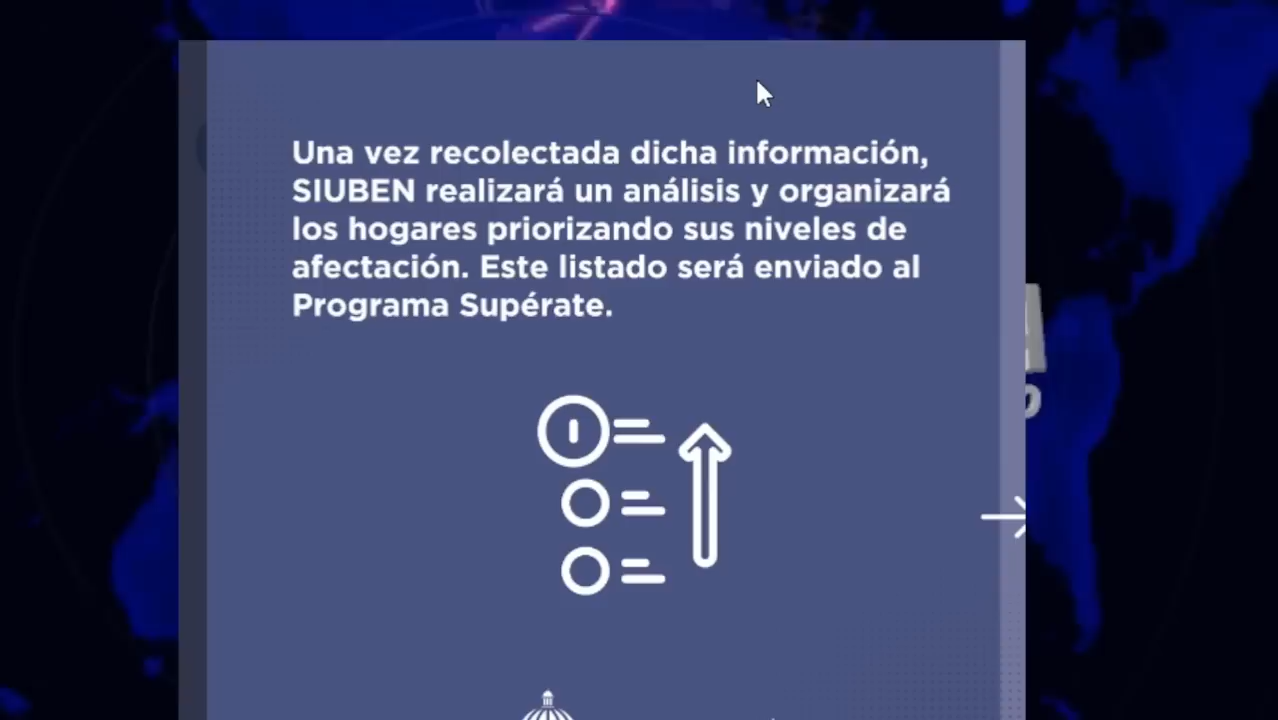 Una vez recolectada dicha información,
SIUBEN realizará un análisis y organizará
los hogares priorizando sus niveles de
afectación. Este listado será enviado al
Programa Supérate.